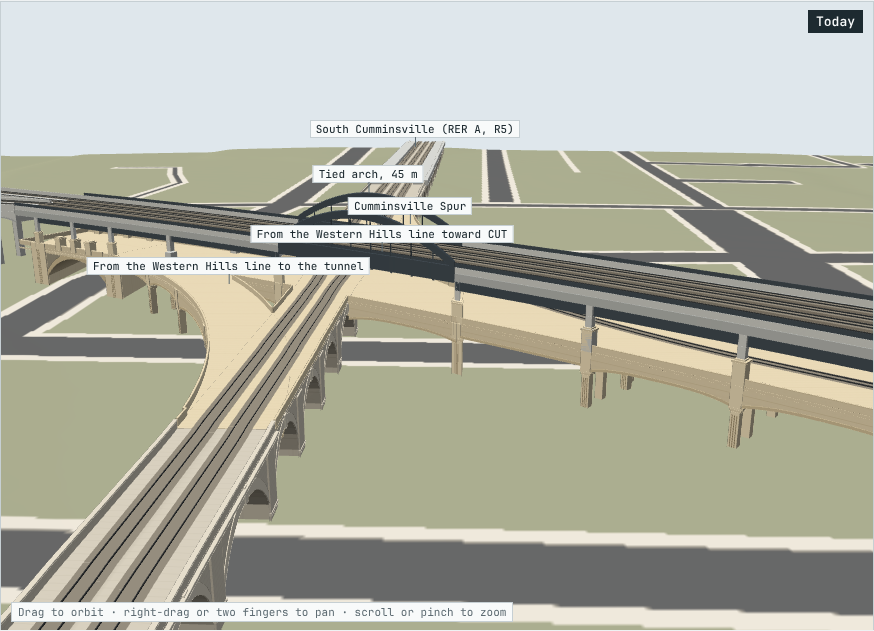 Today
South Cumminsville (RER A, R5)
Tied arch, 45 m
Cumminsville Spur
From the Western Hills line toward CUT
From the Western Hills line to the tunnel
Drag to orbit · right-drag or two fingers to pan · scroll or pinch to zoom